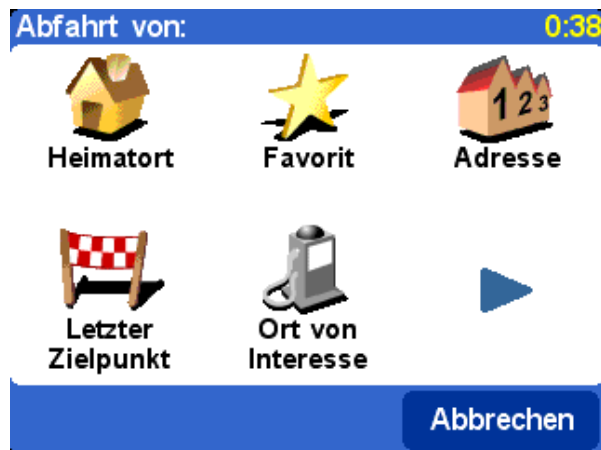 Abfahrt von: 0:38
1 2 3
Heimatort Favorit Adresse
Letzter Ort von
Zielpunkt Interesse
Abbrechen